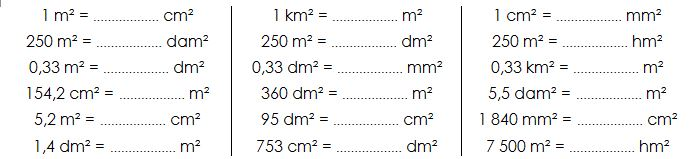 1 m² = .................. cm²
250 m² = .................. dam²
0,33 m² = .................. dm²
154,2 cm² = .................. m²
5,2 m² = .................. cm²
1,4 dm² = .................. m²
1 km² = .................. m²
250 m² = .................. dm²
0,33 dm² = .................. mm²
360 dm² = .................. m²
95 dm² = .................. cm²
753 cm² = .................. dm²
1 cm² = .................. mm²
250 m² = .................. hm²
0,33 km² = .................. m²
5,5 dam² = .................. m²
1 840 mm² = .................. cm²
7 500 m² = .................. hm²